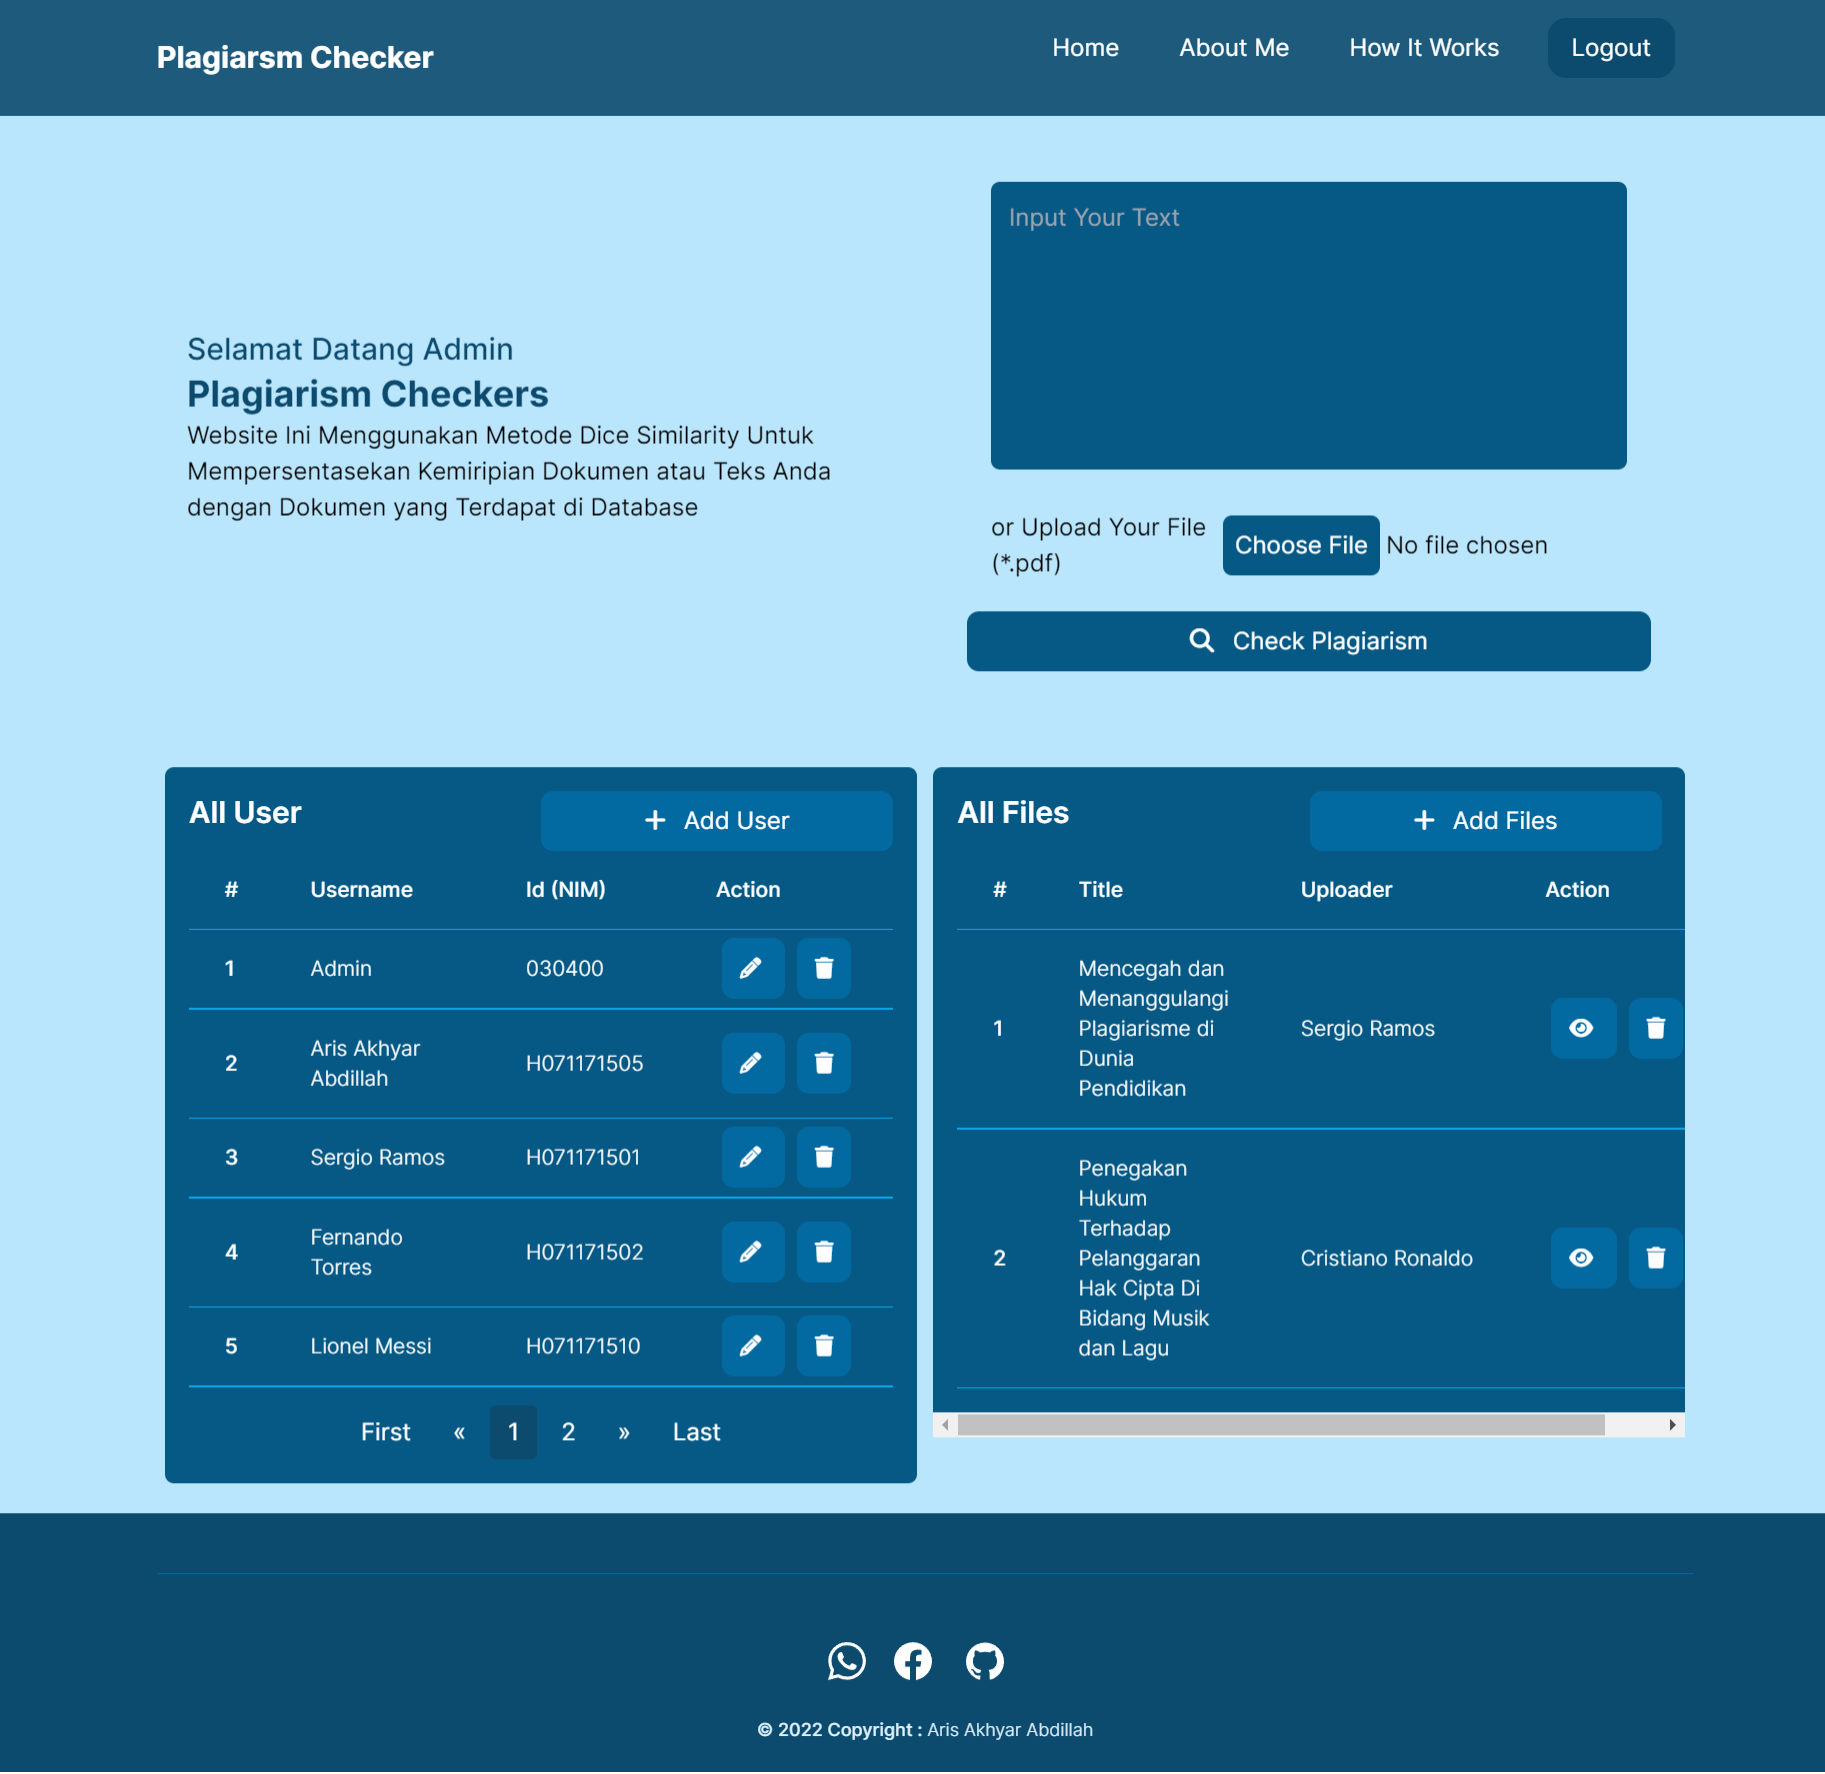 Plagiarsm Checker
Home
About Me
How It Works
Logout
Selamat Datang Admin
Plagiarism Checkers
Website Ini Menggunakan Metode Dice Similarity Untuk
Mempersentasekan Kemiripian Dokumen atau Teks Anda
dengan Dokumen yang Terdapat di Database
Input Your Text
or Upload Your File
(*.pdf)
Choose File No file chosen
Check Plagiarism
All User
+ Add User
# Username Id (NIM) Action
1 Admin 030400
2 Aris Akhyar
Abdillah H071171505
3 Sergio Ramos H071171501
4 Fernando
Torres H071171502
5 Lionel Messi H071171510
First « 1 2 » Last
All Files
+ Add Files
# Title Uploader Action
1 Mencegah dan
Menanggulangi
Plagiarisme di
Dunia
Pendidikan
Sergio Ramos
2 Penegakan
Hukum
Terhadap
Pelanggaran
Hak Cipta Di
Bidang Musik
dan Lagu
Cristiano Ronaldo
© 2022 Copyright : Aris Akhyar Abdillah